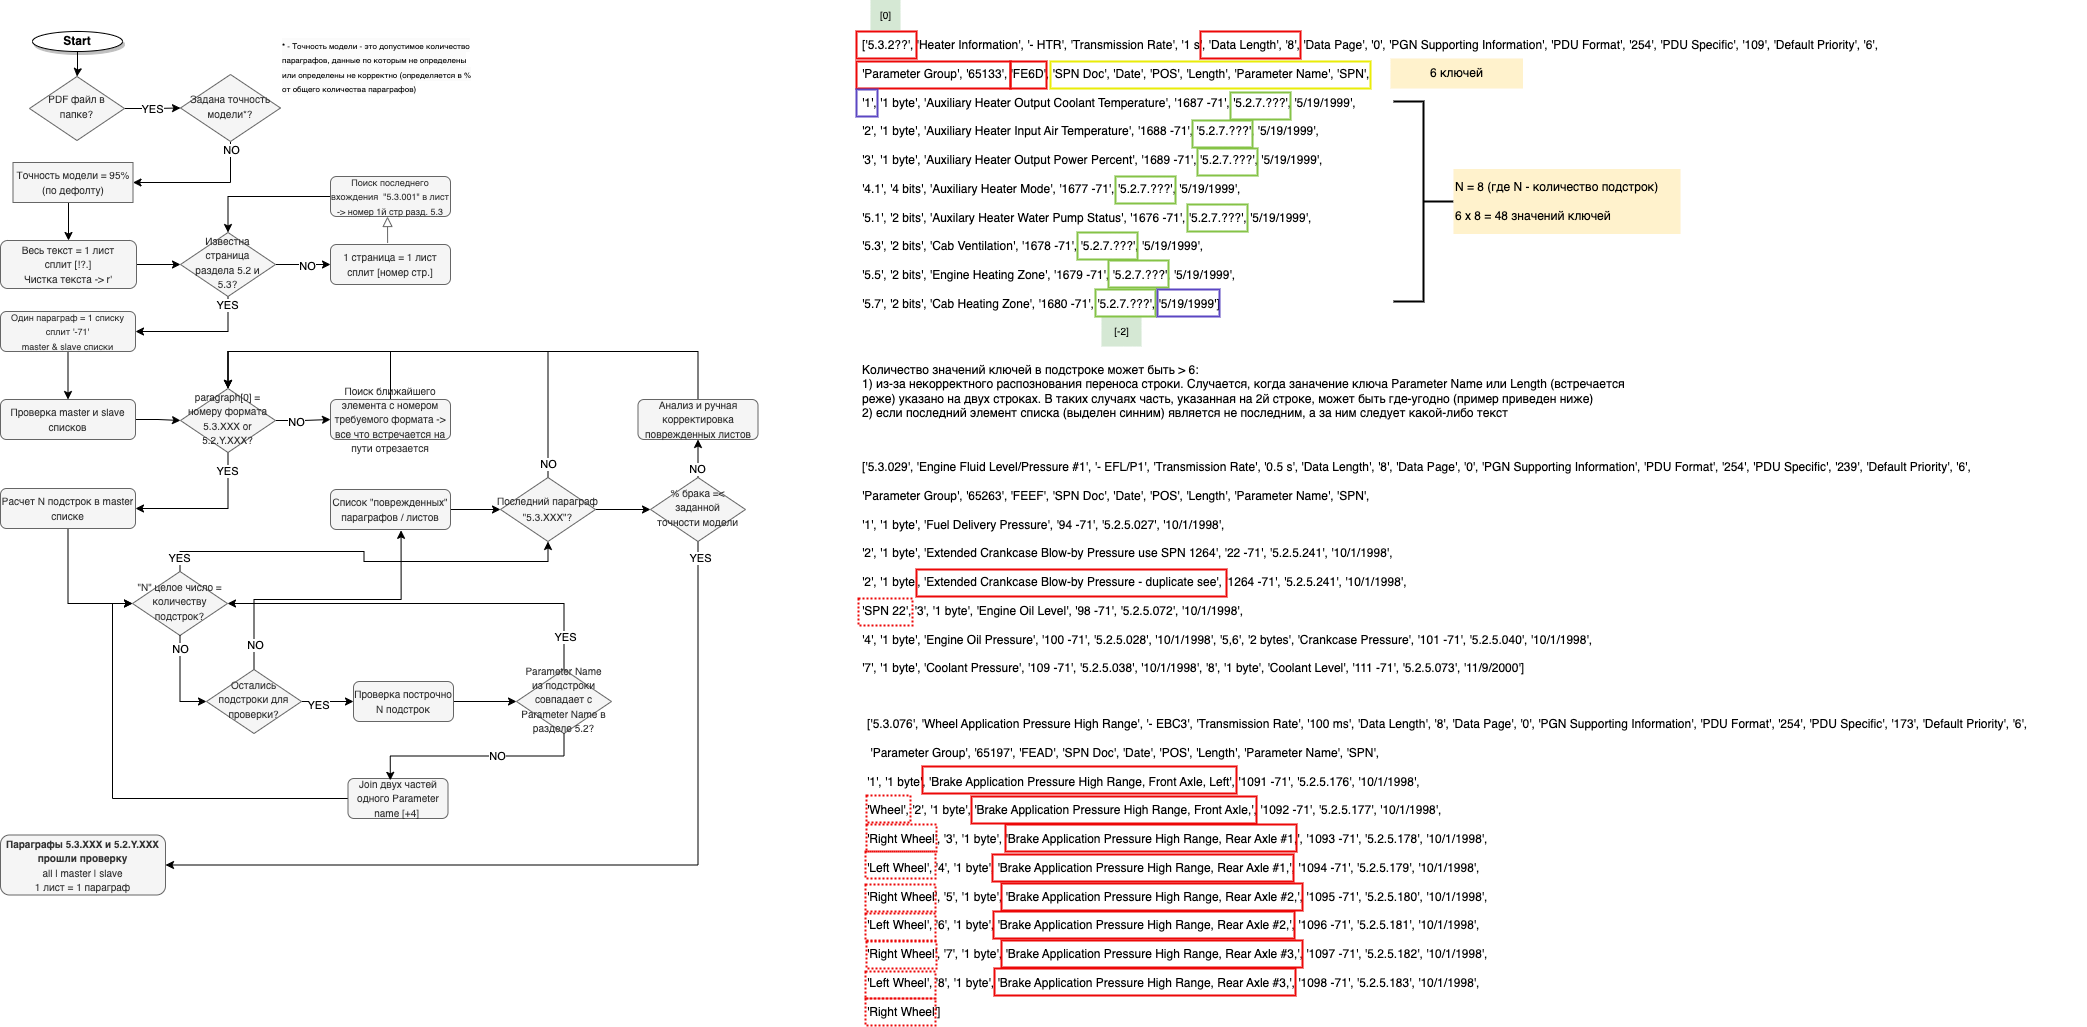 Start
* - Точность модели - это допустимое количество
параграфов, данные по которым не определены
или определены не корректно (определяется в %
от общего количества параграфов)
PDF файл в
папке?
YES
Задана точность
модели*?
NO
Точность модели = 95%
(по дефолту)
Поиск последнего
вхождения "5.3.001" в лист
-> номер 1й стр разд. 5.3
Весь текст = 1 лист
сплит [!?.]
Чистка текста -> r'
Известна
страница
раздела 5.2 и
5.3?
NO
1 страница = 1 лист
сплит [номер стр.]
YES
Один параграф = 1 списку
сплит '-71'
master & slave списки
Проверка master и slave
списков
paragraph[0] =
номеру формата
5.3.XXX or
5.2.Y.XXX?
NO
Поиск ближайшего
элемента с номером
требуемого формата ->
все что встречается на
пути отрезается
Анализ и ручная
корректировка
поврежденных листов
YES
NO
NO
Расчет N подстрок в master
списке
Список "поврежденных"
параграфов / листов
Последний параграф
"5.3.XXX"?
% брака =<
заданной
точности модели
YES
YES
"N" целое число =
количеству
подстрок?
NO
NO
YES
Остались
подстроки для
проверки?
YES
Проверка построчно
N подстрок
Parameter Name
из подстроки
совпадает с
Parameter Name в
разделе 5.2?
NO
Join двух частей
одного Parameter
name [+4]
Параграфы 5.3.XXX и 5.2.Y.XXX
прошли проверку
all | master | slave
1 лист = 1 параграф
[0]
['5.3.2??', 'Heater Information', '- HTR', 'Transmission Rate', '1 s', 'Data Length', '8', 'Data Page', '0', 'PGN Supporting Information', 'PDU Format', '254', 'PDU Specific', '109', 'Default Priority', '6',
'Parameter Group', '65133', 'FE6D', 'SPN Doc', 'Date', 'POS', 'Length', 'Parameter Name', 'SPN',
6 ключей
'1', '1 byte', 'Auxiliary Heater Output Coolant Temperature', '1687 -71', '5.2.7.???', '5/19/1999',
'2', '1 byte', 'Auxiliary Heater Input Air Temperature', '1688 -71', '5.2.7.???', '5/19/1999',
'3', '1 byte', 'Auxiliary Heater Output Power Percent', '1689 -71', '5.2.7.???', '5/19/1999',
'4.1', '4 bits', 'Auxiliary Heater Mode', '1677 -71', '5.2.7.???', '5/19/1999',
'5.1', '2 bits', 'Auxilary Heater Water Pump Status', '1676 -71', '5.2.7.???', '5/19/1999',
'5.3', '2 bits', 'Cab Ventilation', '1678 -71', '5.2.7.???', '5/19/1999',
'5.5', '2 bits', 'Engine Heating Zone', '1679 -71', '5.2.7.???', '5/19/1999',
'5.7', '2 bits', 'Cab Heating Zone', '1680 -71', '5.2.7.???', '5/19/1999']
N = 8 (где N - количество подстрок)
6 x 8 = 48 значений ключей
[-2]
Количество значений ключей в подстроке может быть > 6:
1) из-за некорректного распознования переноса строки. Случается, когда заначение ключа Parameter Name или Length (встречается
реже) указано на двух строках. В таких случаях часть, указанная на 2й строке, может быть где-угодно (пример приведен ниже)
2) если последний элемент списка (выделен синним) является не последним, а за ним следует какой-либо текст
['5.3.029', 'Engine Fluid Level/Pressure #1', '- EFL/P1', 'Transmission Rate', '0.5 s', 'Data Length', '8', 'Data Page', '0', 'PGN Supporting Information', 'PDU Format', '254', 'PDU Specific', '239', 'Default Priority', '6',
'Parameter Group', '65263', 'FEEF', 'SPN Doc', 'Date', 'POS', 'Length', 'Parameter Name', 'SPN',
'1', '1 byte', 'Fuel Delivery Pressure', '94 -71', '5.2.5.027', '10/1/1998',
'2', '1 byte', 'Extended Crankcase Blow-by Pressure use SPN 1264', '22 -71', '5.2.5.241', '10/1/1998',
'2', '1 byte', 'Extended Crankcase Blow-by Pressure - duplicate see', '1264 -71', '5.2.5.241', '10/1/1998',
'SPN 22', '3', '1 byte', 'Engine Oil Level', '98 -71', '5.2.5.072', '10/1/1998',
'4', '1 byte', 'Engine Oil Pressure', '100 -71', '5.2.5.028', '10/1/1998', '5,6', '2 bytes', 'Crankcase Pressure', '101 -71', '5.2.5.040', '10/1/1998',
'7', '1 byte', 'Coolant Pressure', '109 -71', '5.2.5.038', '10/1/1998', '8', '1 byte', 'Coolant Level', '111 -71', '5.2.5.073', '11/9/2000']
['5.3.076', 'Wheel Application Pressure High Range', '- EBC3', 'Transmission Rate', '100 ms', 'Data Length', '8', 'Data Page', '0', 'PGN Supporting Information', 'PDU Format', '254', 'PDU Specific', '173', 'Default Priority', '6',
'Parameter Group', '65197', 'FEAD', 'SPN Doc', 'Date', 'POS', 'Length', 'Parameter Name', 'SPN',
'1', '1 byte', 'Brake Application Pressure High Range, Front Axle, Left', '1091 -71', '5.2.5.176', '10/1/1998',
'Wheel', '2', '1 byte', 'Brake Application Pressure High Range, Front Axle,', '1092 -71', '5.2.5.177', '10/1/1998',
'Right Wheel', '3', '1 byte', 'Brake Application Pressure High Range, Rear Axle #1,', '1093 -71', '5.2.5.178', '10/1/1998',
'Left Wheel', '4', '1 byte', 'Brake Application Pressure High Range, Rear Axle #1,', '1094 -71', '5.2.5.179', '10/1/1998',
'Right Wheel', '5', '1 byte', 'Brake Application Pressure High Range, Rear Axle #2,', '1095 -71', '5.2.5.180', '10/1/1998',
'Left Wheel', '6', '1 byte', 'Brake Application Pressure High Range, Rear Axle #2,', '1096 -71', '5.2.5.181', '10/1/1998',
'Right Wheel', '7', '1 byte', 'Brake Application Pressure High Range, Rear Axle #3,', '1097 -71', '5.2.5.182', '10/1/1998',
'Left Wheel', '8', '1 byte', 'Brake Application Pressure High Range, Rear Axle #3,', '1098 -71', '5.2.5.183', '10/1/1998',
'Right Wheel']